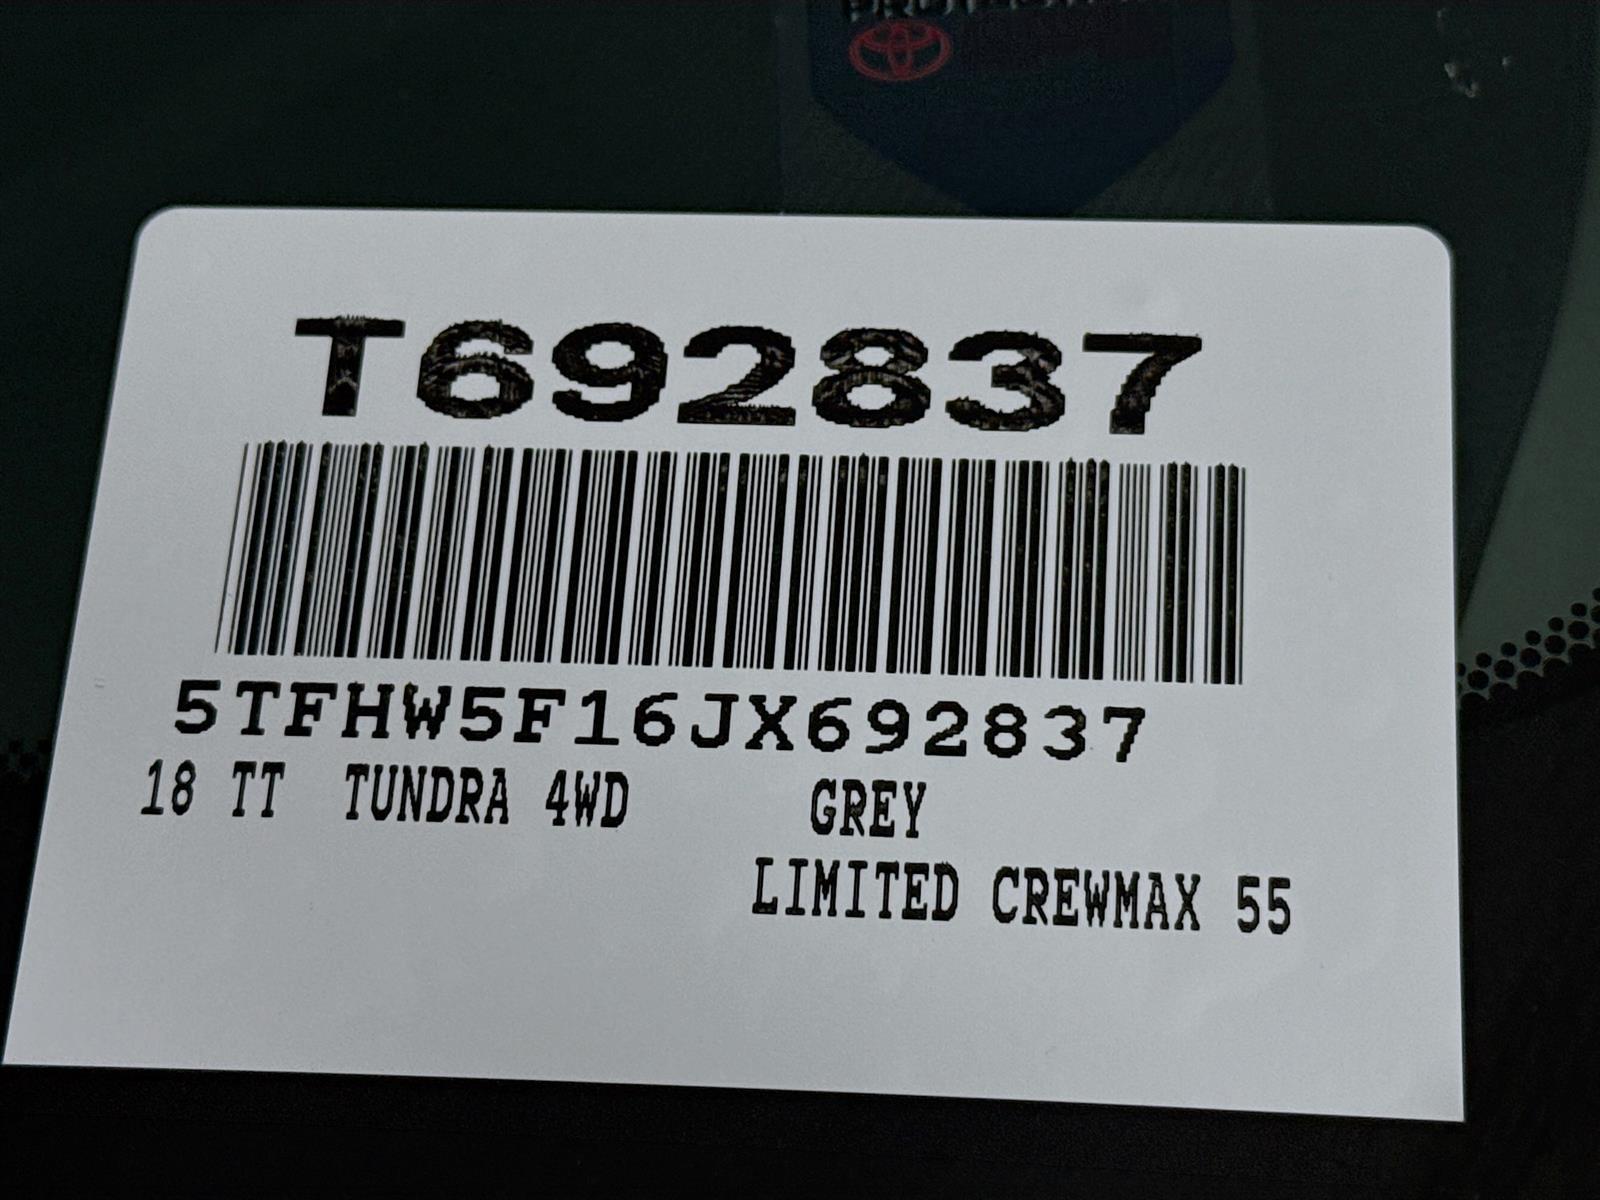 T692837
5TFHW5F16JX692837
18 TT TUNDRA 4WD GREY
LIMITED CREWMAX 55